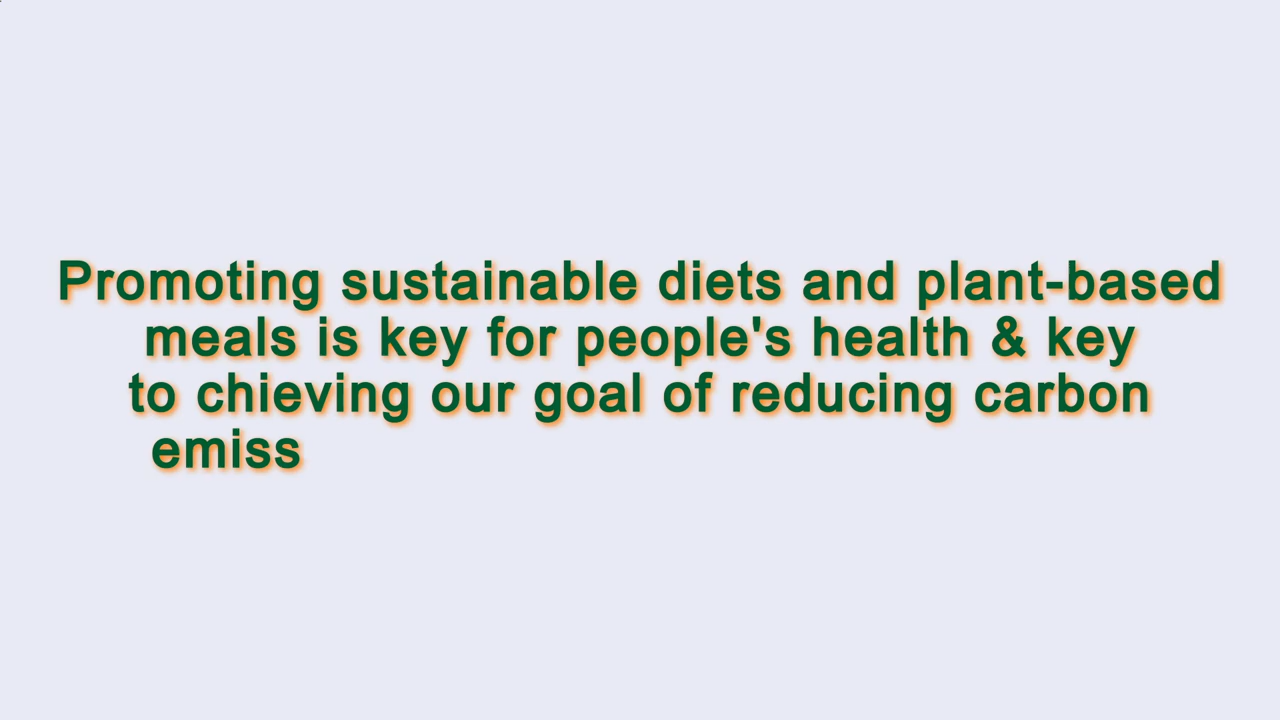 Promoting sustainable diets and plant-based
meals is key for people's health & key
to chieving our goal of reducing carbon
emiss